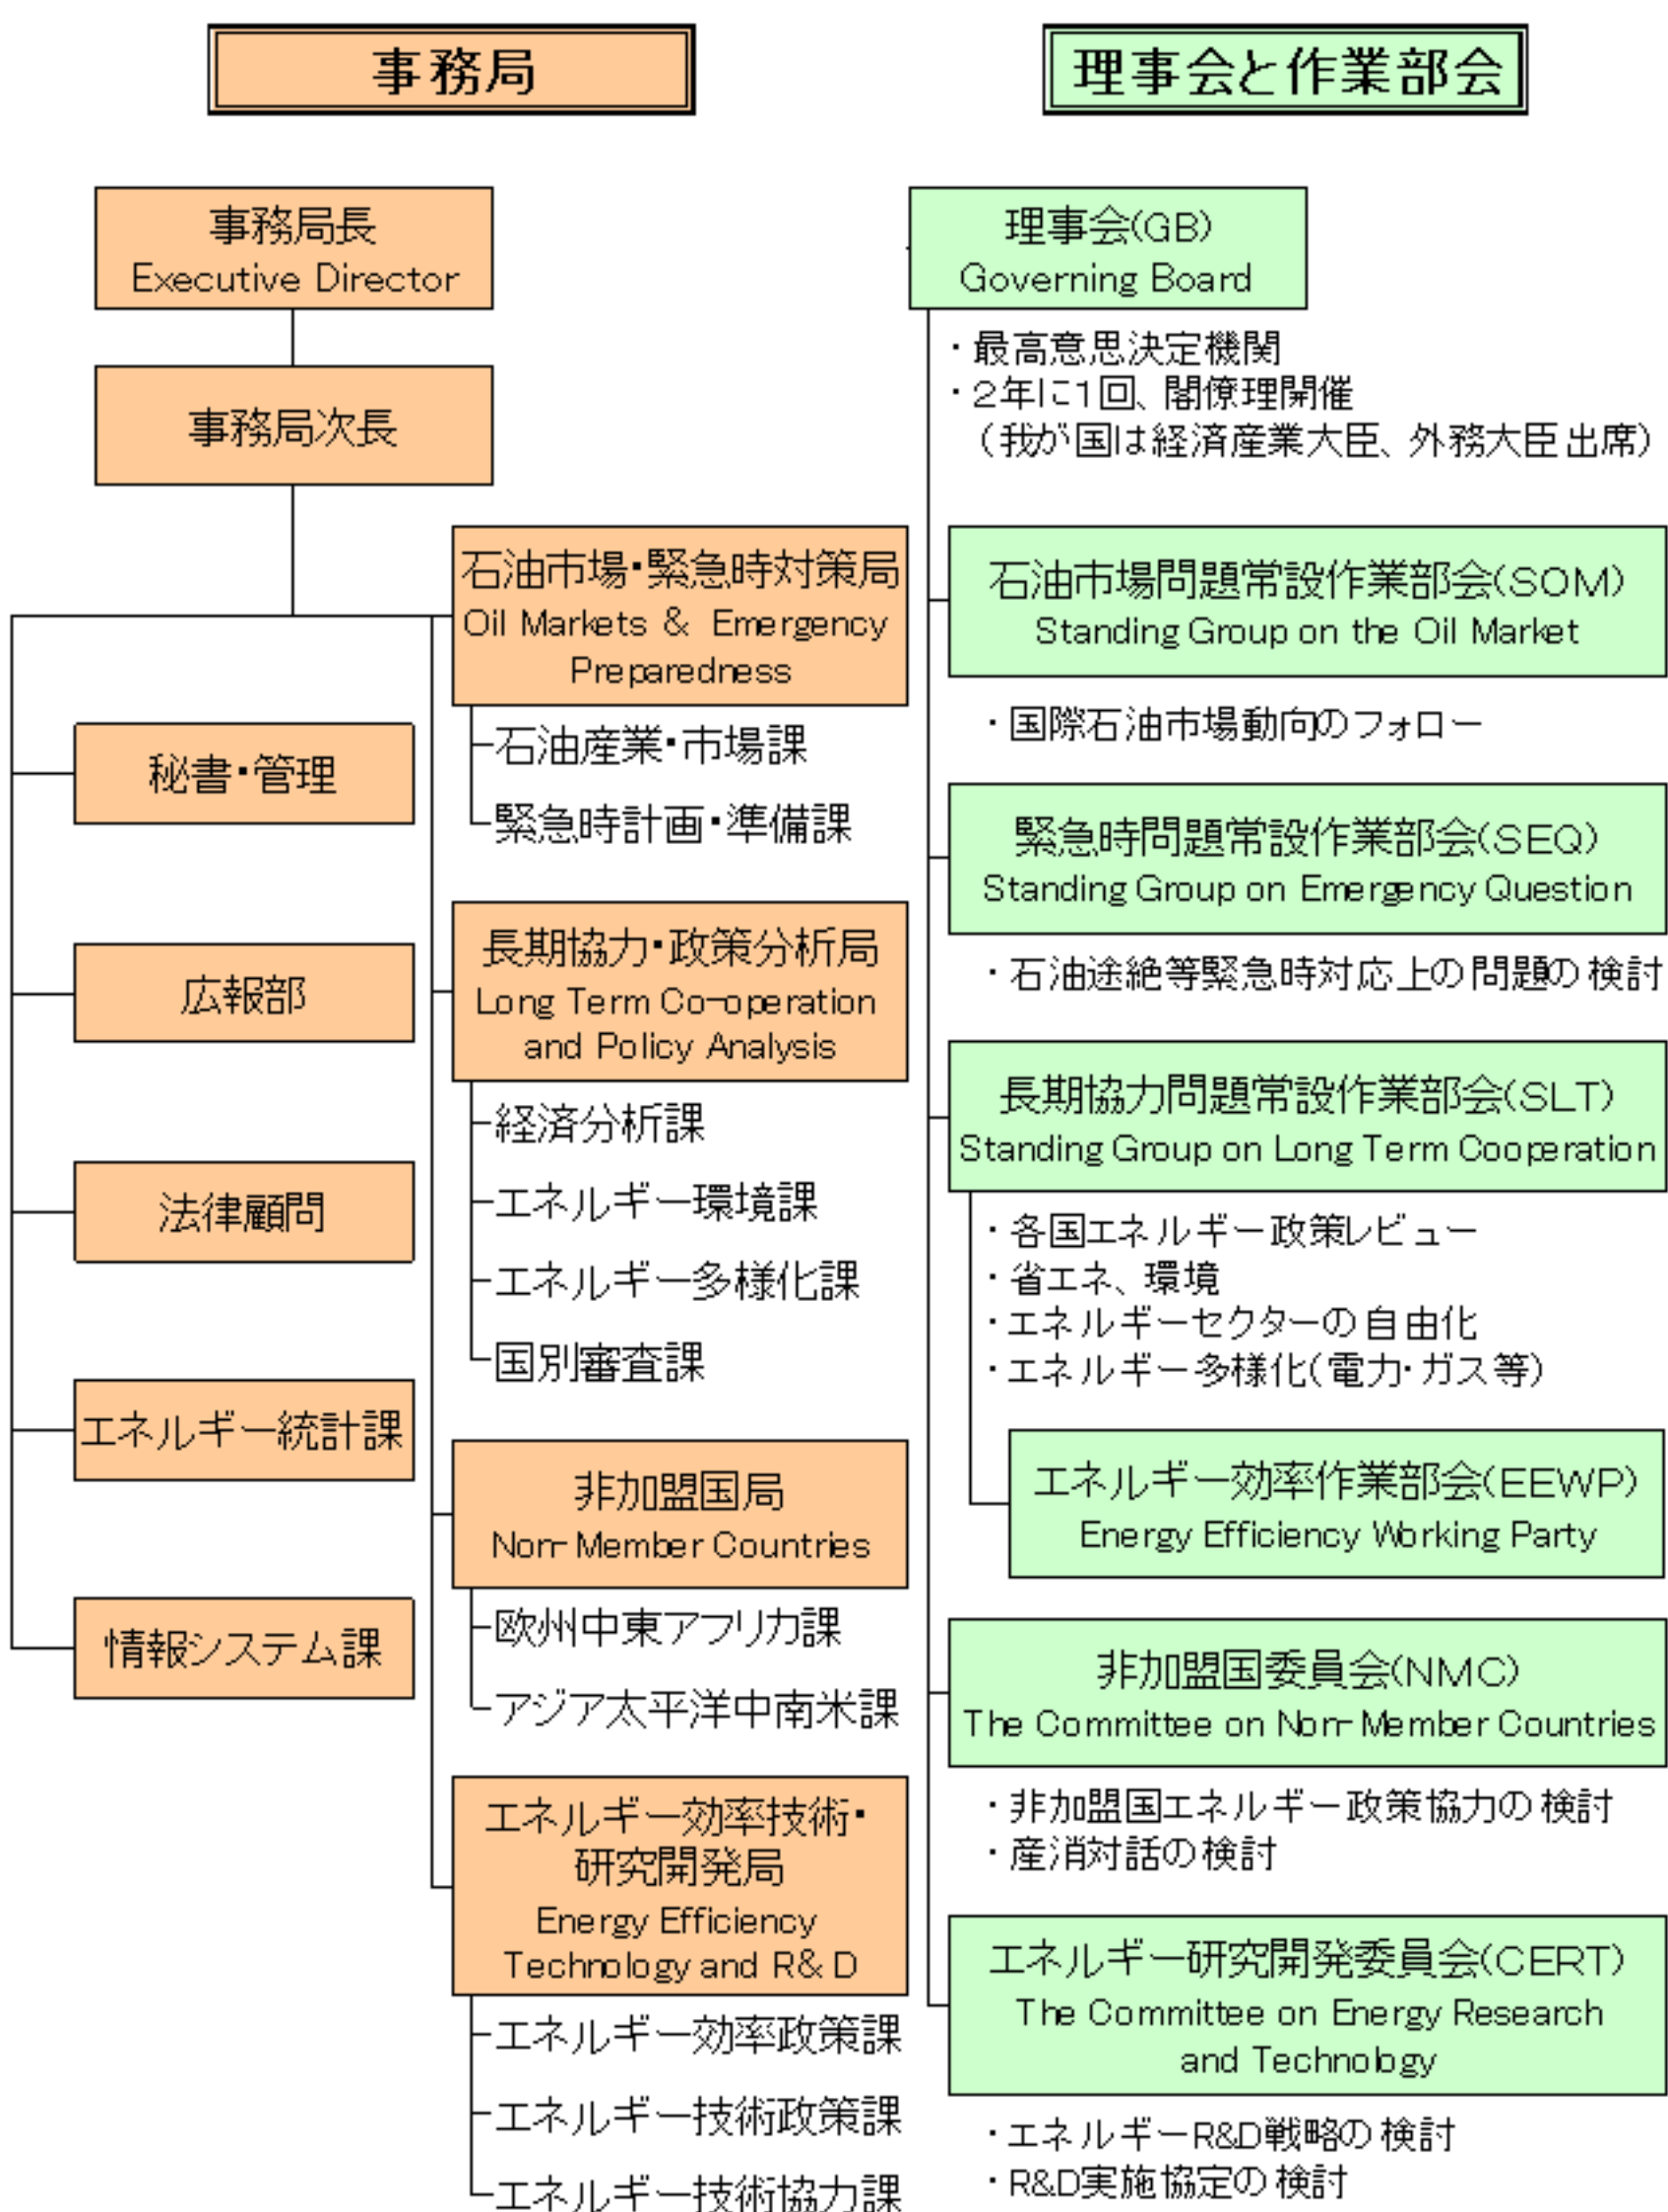 事務局
事務局長
Executive Director
事務局次長
秘書・管理
広報部
法律顧問
エネルギー統計課
情報システム課
石油市場・緊急時対策局
Oil Markets & Emergency
Preparedness
石油産業・市場課
緊急時計画・準備課
長期協力・政策分析局
Long Term Co-operation
and Policy Analysis
経済分析課
エネルギー環境課
エネルギー多様化課
国別審査課
非加盟国局
Non-Member Countries
欧州中東アフリカ課
アジア太平洋中南米課
エネルギー効率技術・
研究開発局
Energy Efficiency
Technology and R&D
エネルギー効率政策課
エネルギー技術政策課
エネルギー技術協力課
理事会と作業部会
理事会(GB)
Governing Board
・最高意思決定機関
・2年に1回、閣僚理開催
(我が国は経済産業大臣、外務大臣出席)
石油市場問題常設作業部会(SOM)
Standing Group on the Oil Market
・国際石油市場動向のフォロー
緊急時問題常設作業部会(SEQ)
Standing Group on Emergency Question
・石油途絶等緊急時対応上の問題の検討
長期協力問題常設作業部会(SLT)
Standing Group on Long Term Cooperation
・各国エネルギー政策レビュー
・省エネ、環境
・エネルギーセクターの自由化
・エネルギー多様化(電力・ガス等)
エネルギー効率作業部会(EEWP)
Energy Efficiency Working Party
非加盟国委員会(NMC)
The Committee on Non-Member Countries
・非加盟国エネルギー政策協力の検討
・産消対話の検討
エネルギー研究開発委員会(CERT)
The Committee on Energy Research
and Technology
・エネルギーR&D戦略の検討
・R&D実施協定の検討